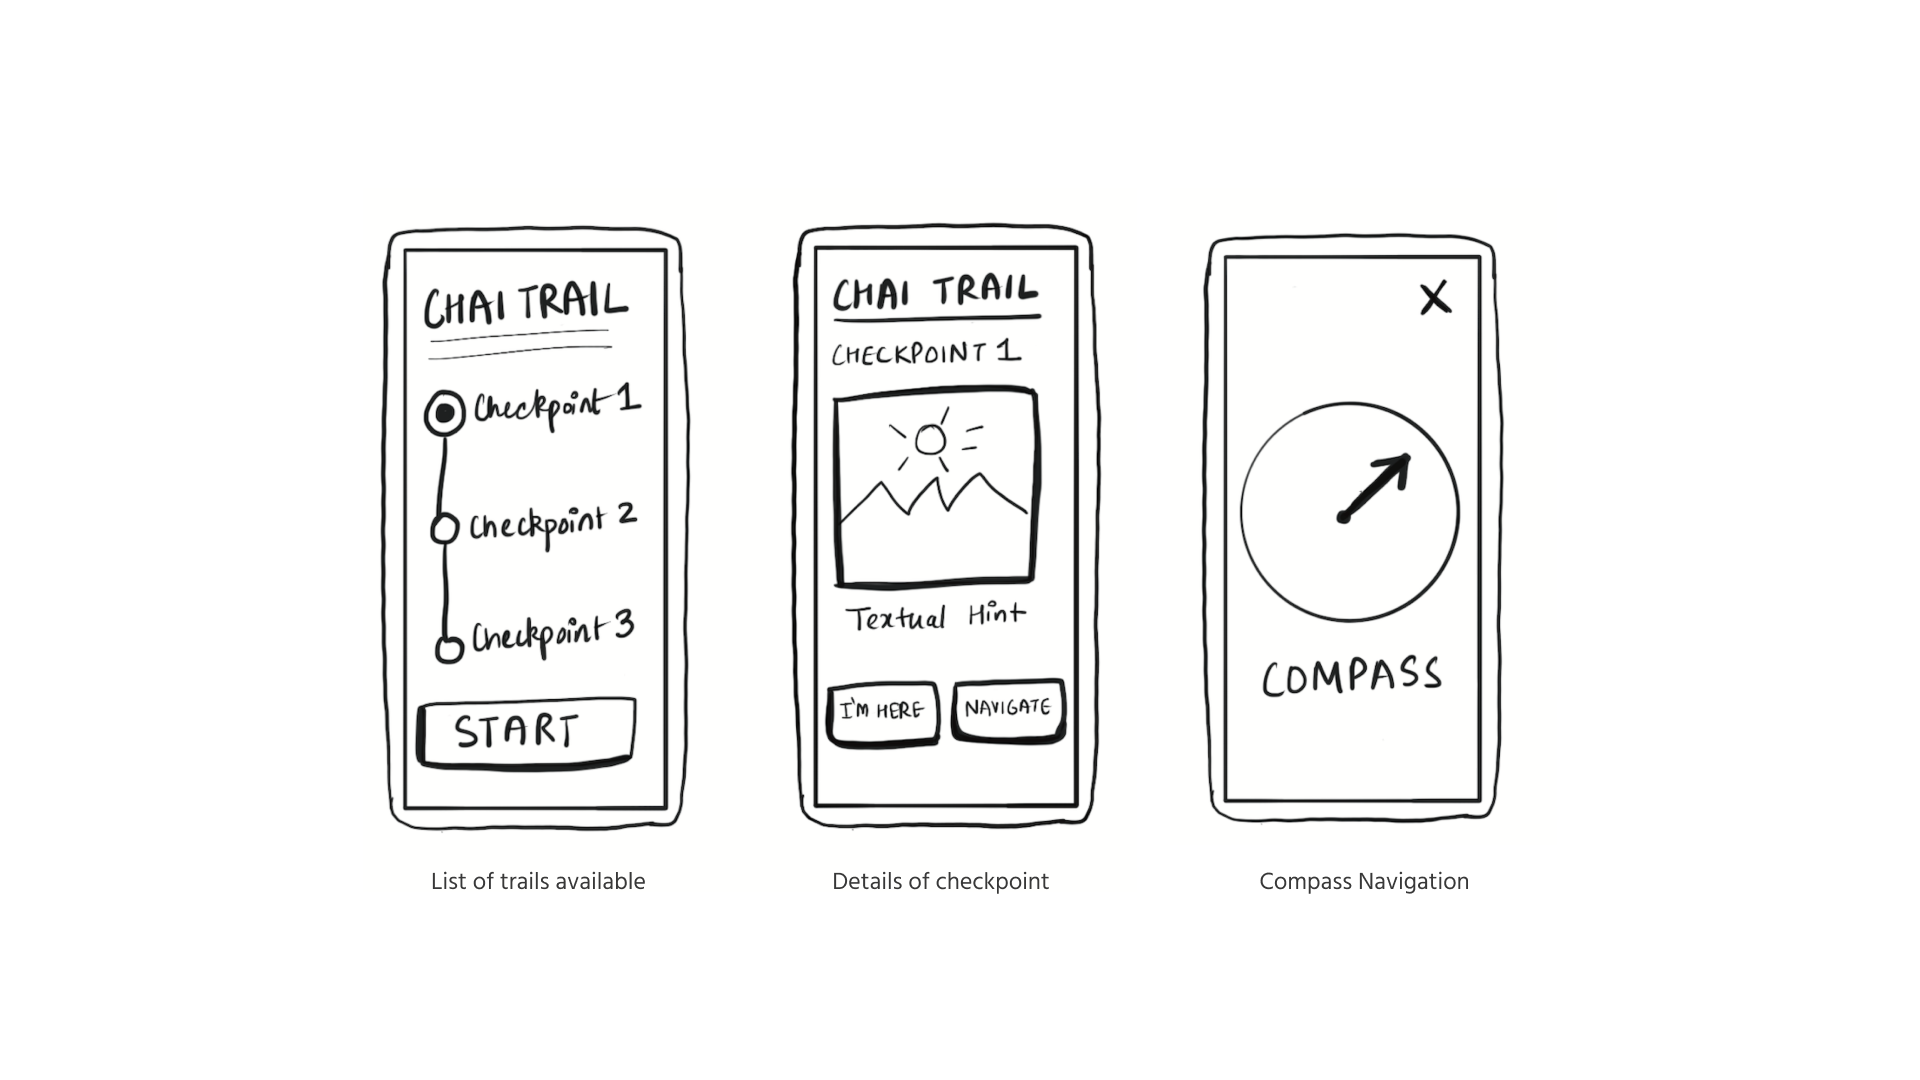 CHAI TRAIL
Checkpoint 1
Checkpoint 2
Checkpoint 3
START
List of trails available
CHAI TRAIL
CHECKPOINT 1
Textual Hint
I'M HERE
NAVIGATE
Details of checkpoint
X
COMPASS
Compass Navigation